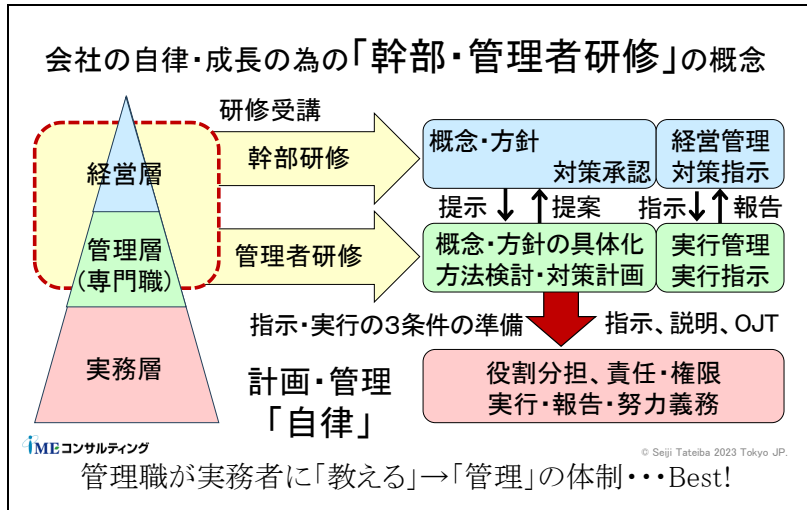 会社の自律・成長の為の「幹部・管理者研修」の概念
研修受講
幹部研修
管理者研修
経営層
管理層
(専門職)
実務層
概念・方針
対策承認
経営管理
対策指示
提示
提案
指示
報告
概念・方針の具体化
方法検討・対策計画
実行管理
実行指示
指示・実行の3条件の準備
指示、説明、OJT
計画・管理
「自律」
役割分担、責任・権限
実行・報告・努力義務
iMEコンサルティング
© Seiji Tateiba 2023 Tokyo JP.
管理職が実務者に「教える」→「管理」の体制・・・Best!